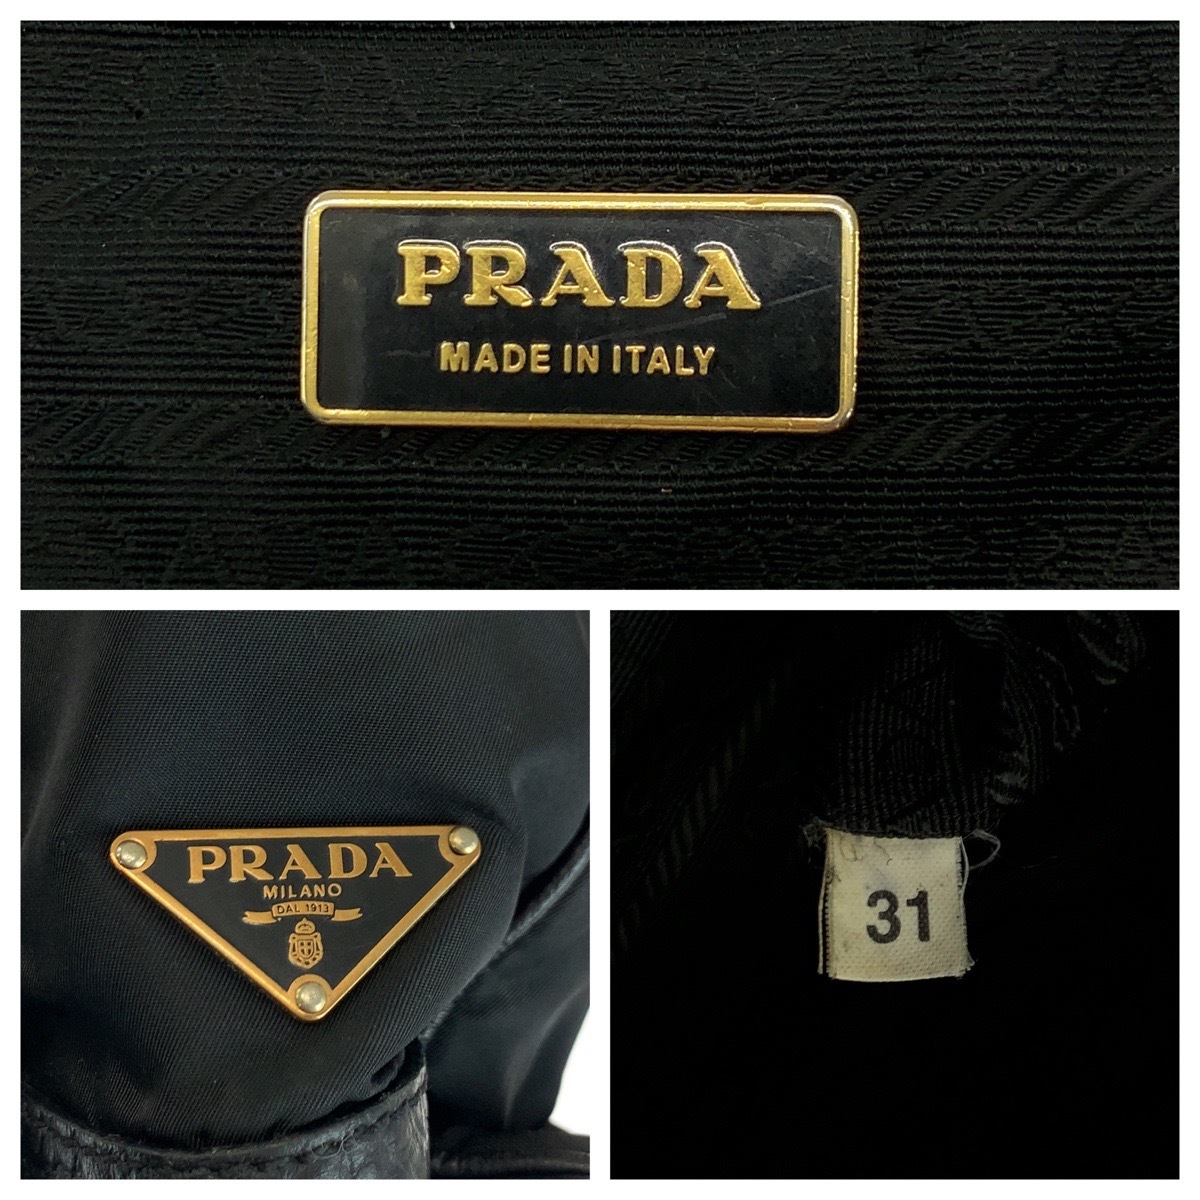 PRADA
MADE IN ITALY
PRADA
MILANO
DAL 1913
31